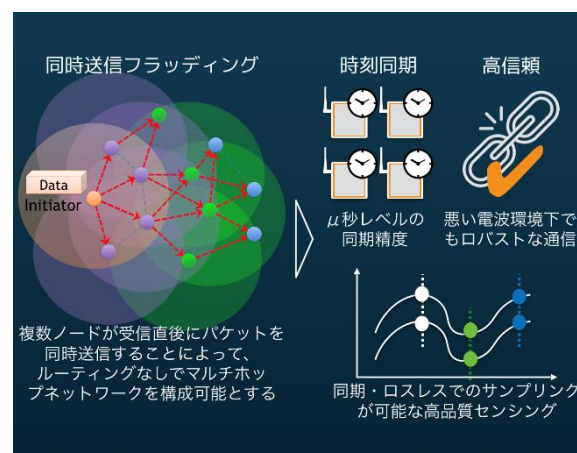 同時送信フラッディング
Data
Initiator
複数ノードが受信直後にパケットを
同時送信することによって、
ルーティングなしでマルチホッ
プネットワークを構成可能とする
時刻同期
μ秒レベルの
同期精度
高信頼
悪い電波環境下で
もロバストな通信
同期・ロスレスでのサンプリング
が可能な高品質センシング